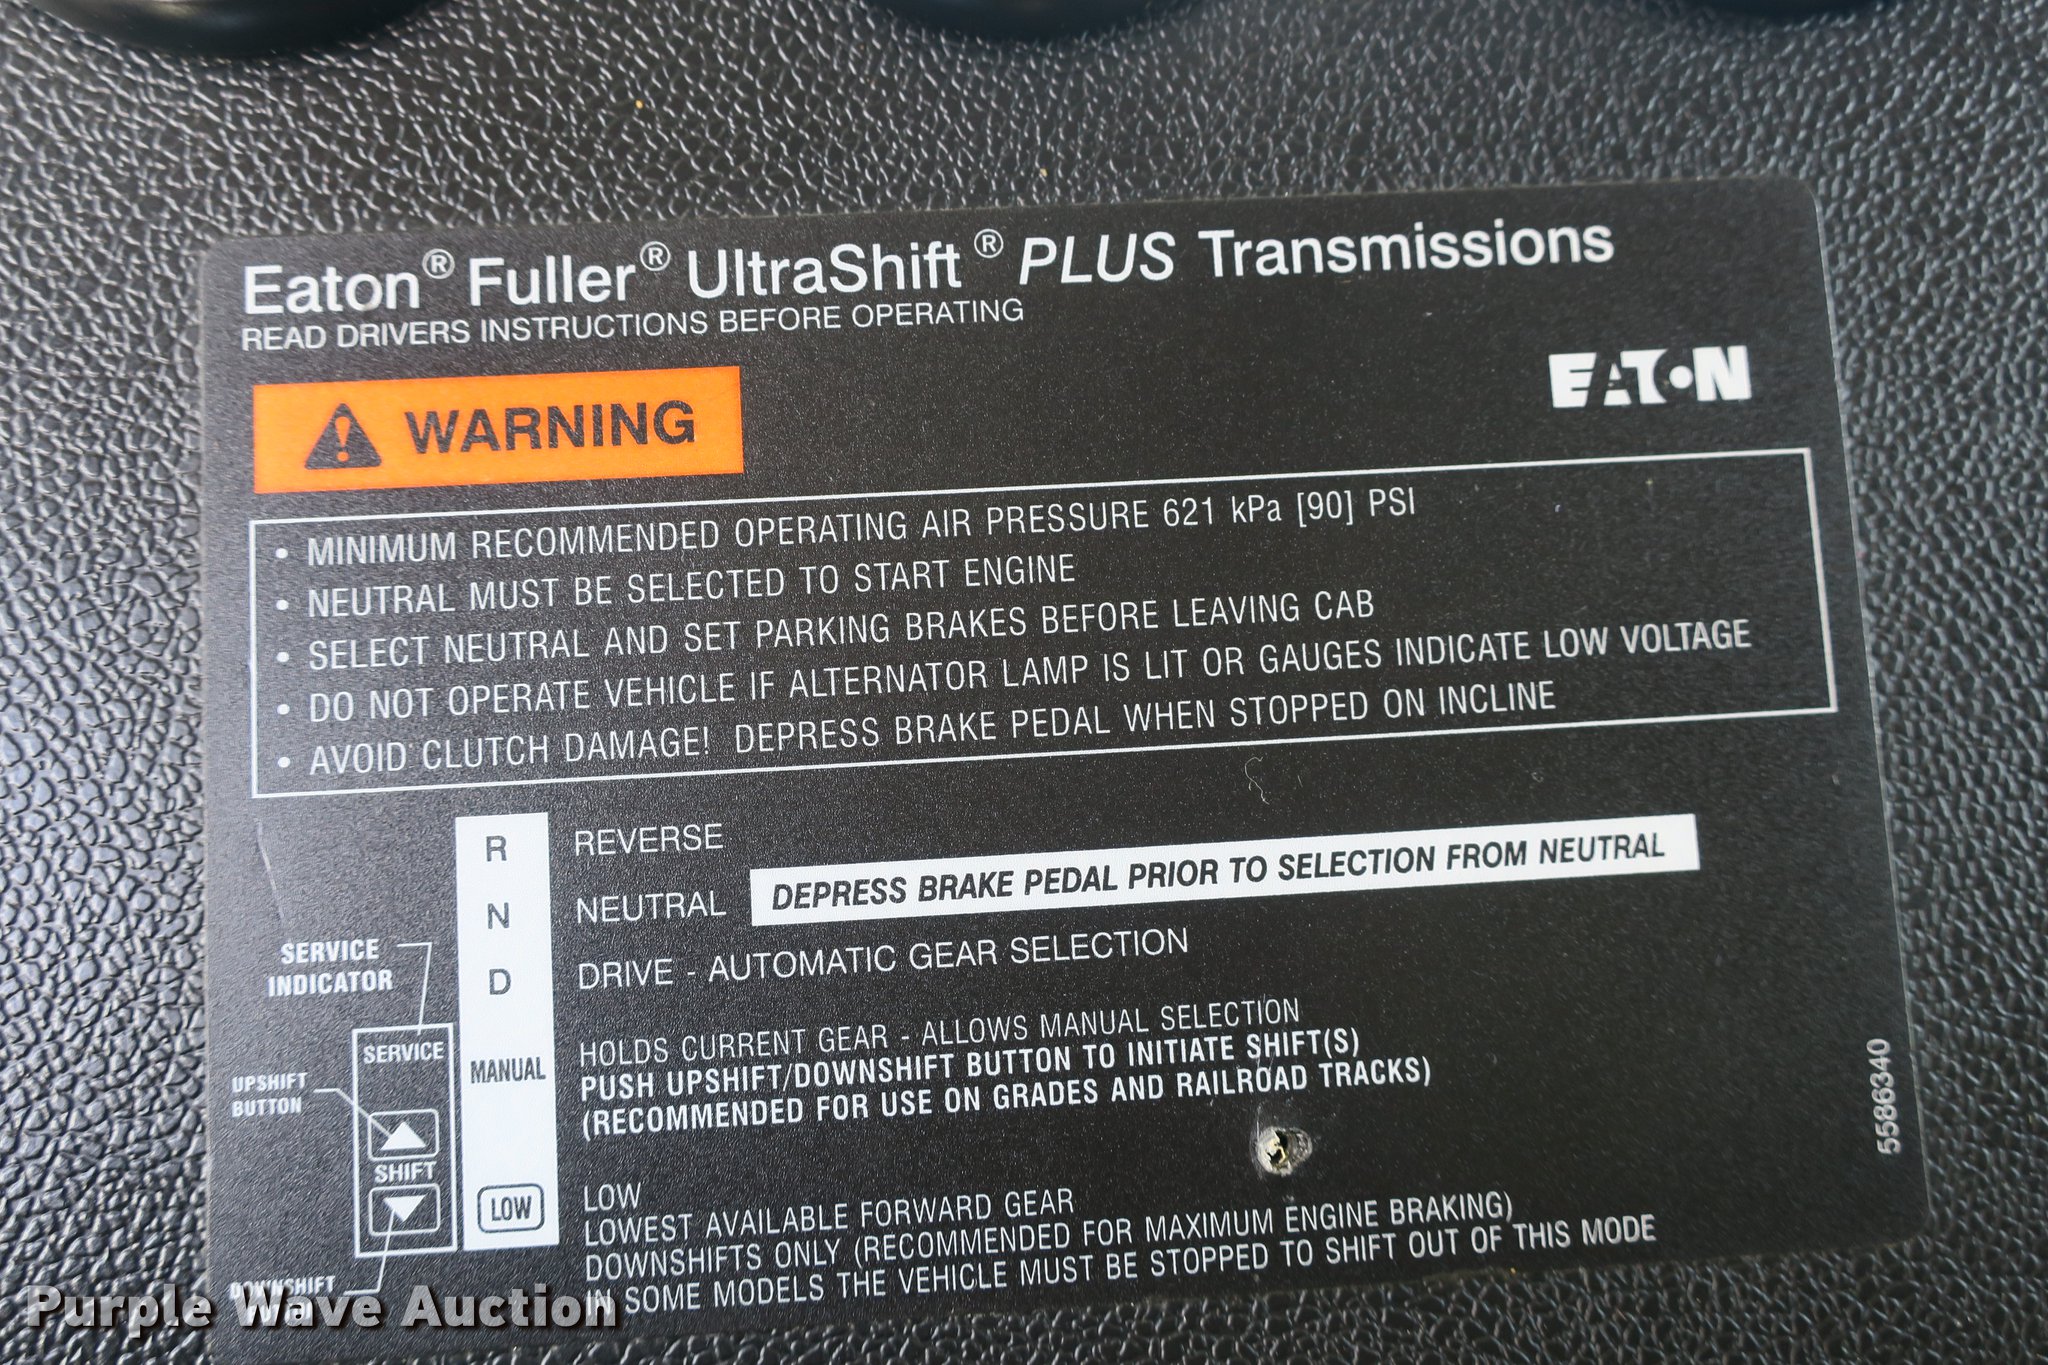 Eaton® Fuller® UltraShift® PLUS Transmissions
READ DRIVERS INSTRUCTIONS BEFORE OPERATING
EATON
WARNING
• MINIMUM RECOMMENDED OPERATING AIR PRESSURE 621 kPa [90] PSI
• NEUTRAL MUST BE SELECTED TO START ENGINE
• SELECT NEUTRAL AND SET PARKING BRAKES BEFORE LEAVING CAB
• DO NOT OPERATE VEHICLE IF ALTERNATOR LAMP IS LIT OR GAUGES INDICATE LOW VOLTAGE
• AVOID CLUTCH DAMAGE! DEPRESS BRAKE PEDAL WHEN STOPPED ON INCLINE
R REVERSE
N NEUTRAL DEPRESS BRAKE PEDAL PRIOR TO SELECTION FROM NEUTRAL
D DRIVE - AUTOMATIC GEAR SELECTION
SERVICE
INDICATOR
SERVICE
UPSHIFT
BUTTON
SHIFT
DOWNSHIFT
MANUAL
HOLDS CURRENT GEAR - ALLOWS MANUAL SELECTION
PUSH UPSHIFT/DOWNSHIFT BUTTON TO INITIATE SHIFT(S)
(RECOMMENDED FOR USE ON GRADES AND RAILROAD TRACKS)
LOW
LOW
LOWEST AVAILABLE FORWARD GEAR
DOWNSHIFTS ONLY (RECOMMENDED FOR MAXIMUM ENGINE BRAKING)
IN SOME MODELS THE VEHICLE MUST BE STOPPED TO SHIFT OUT OF THIS MODE
5586340
Purple Wave Auction